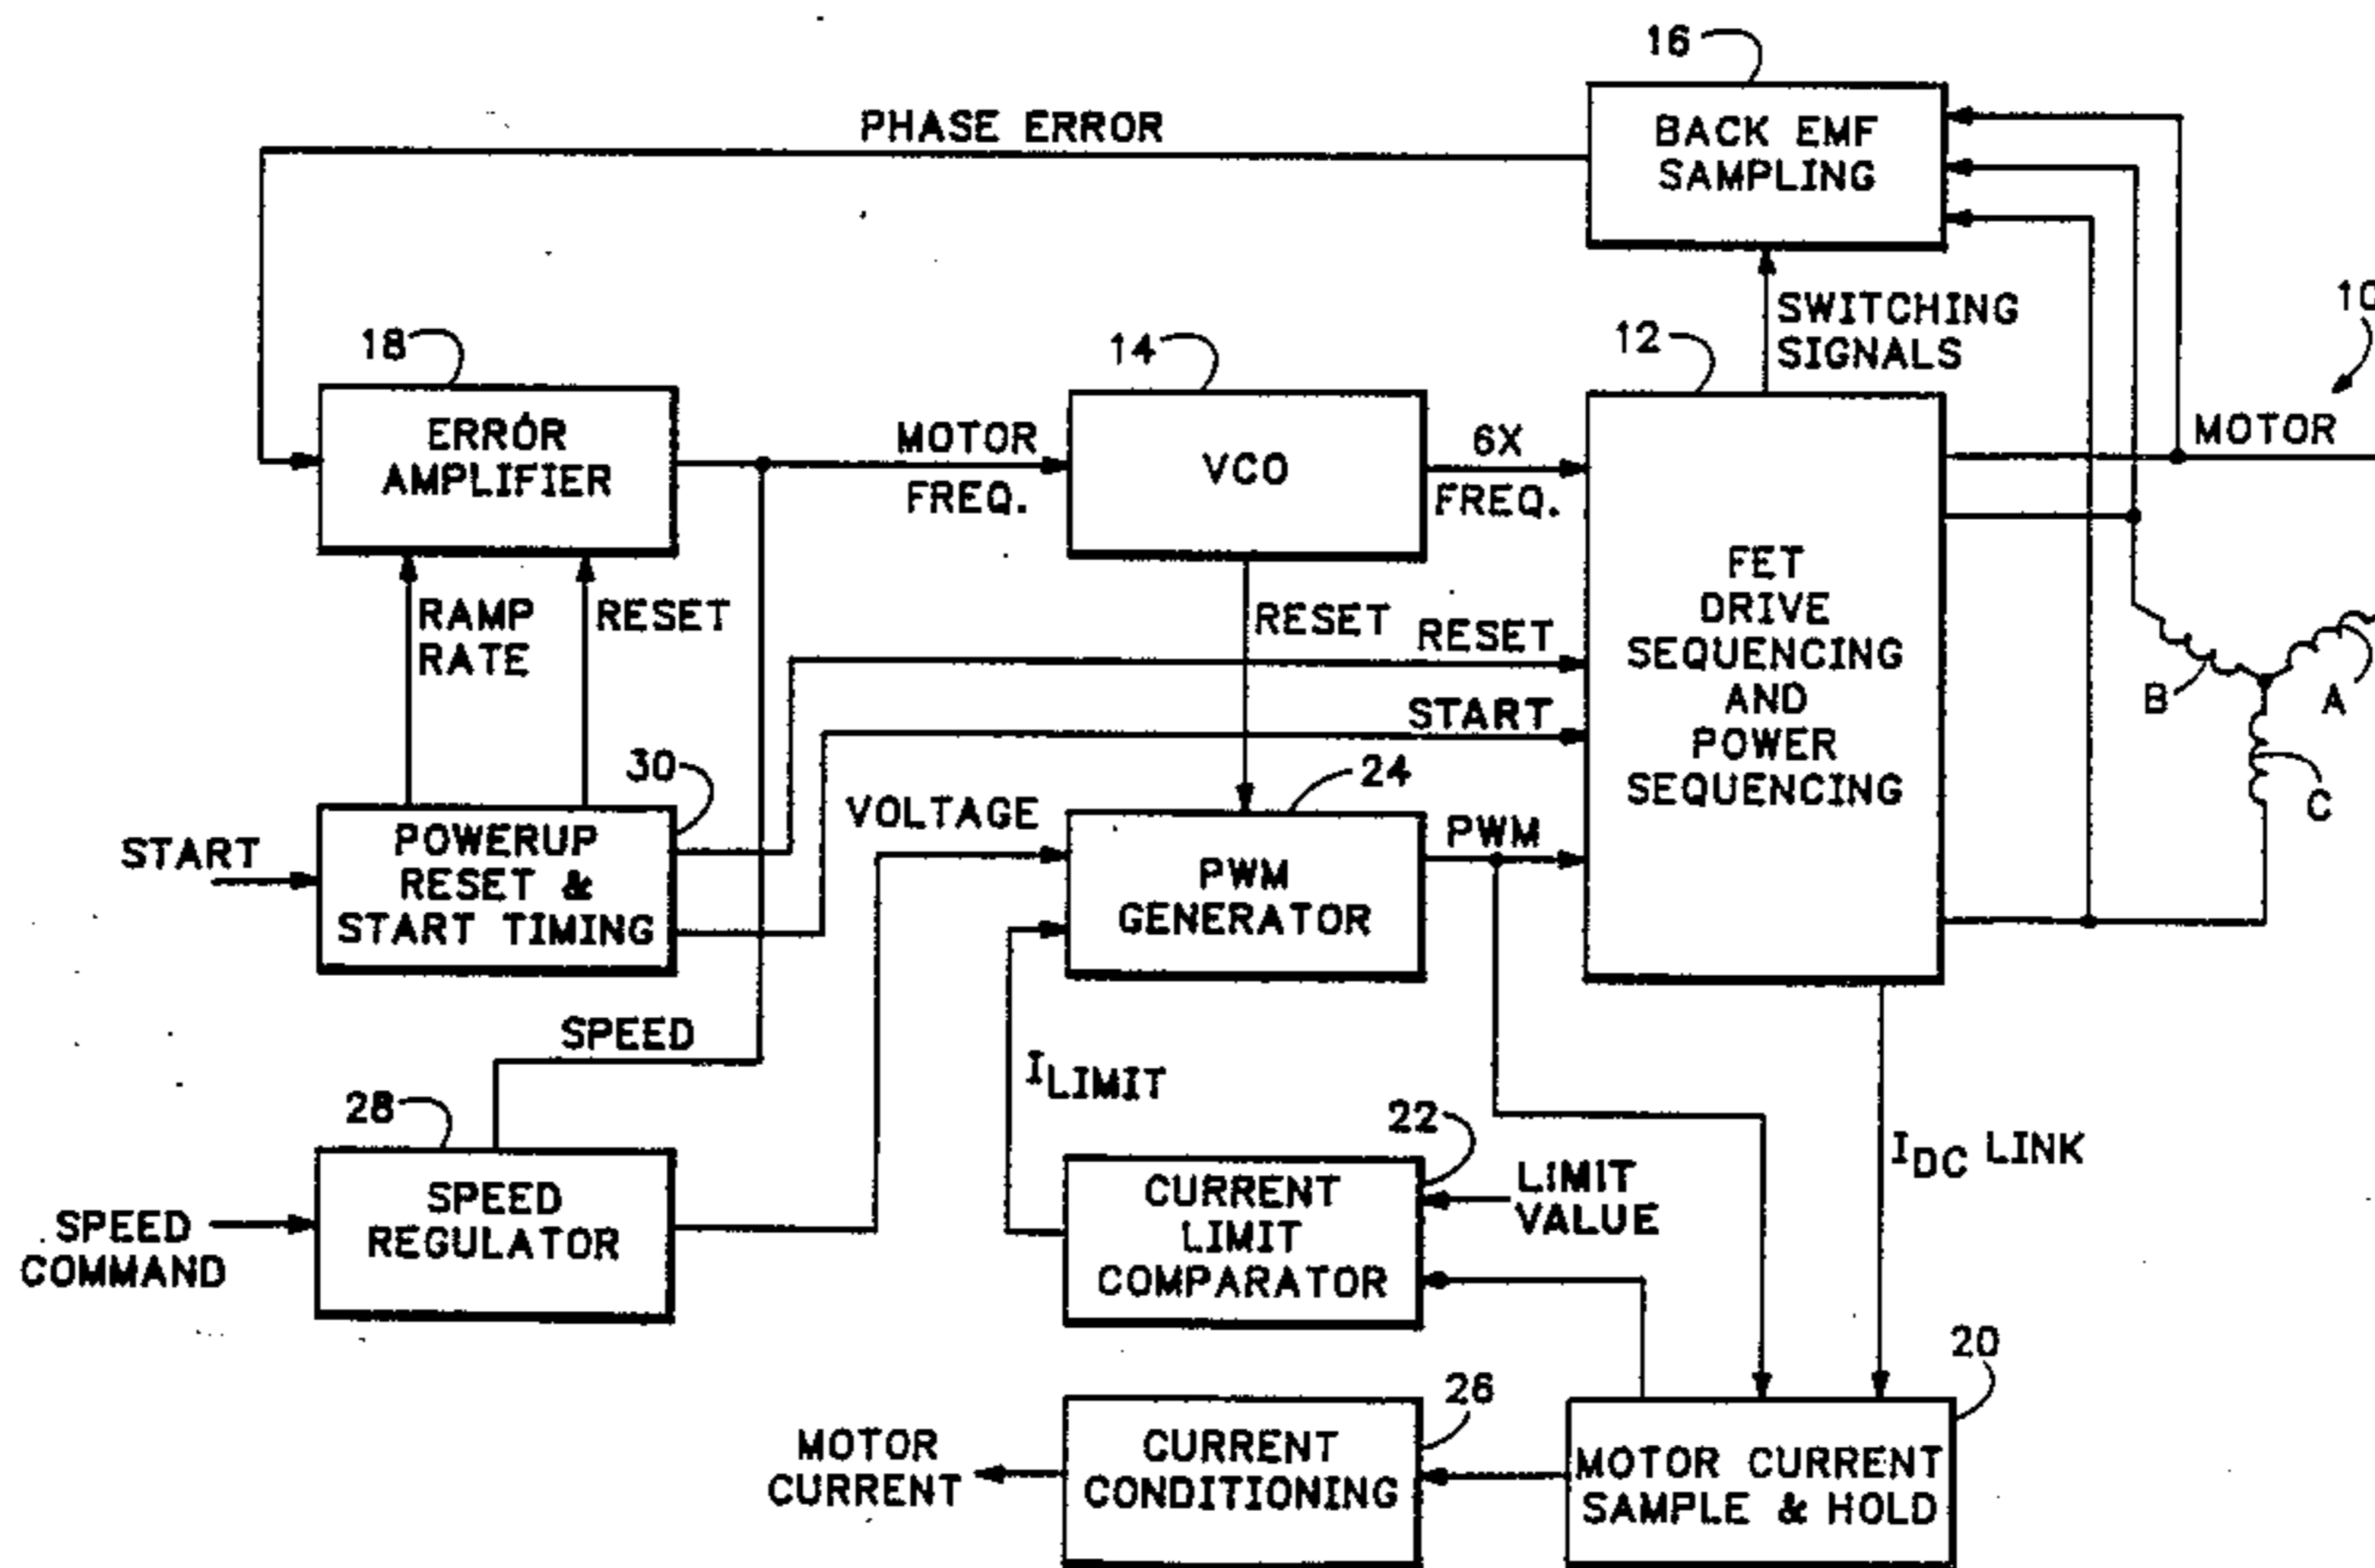 16
PHASE ERROR
BACK EMF
SAMPLING
10
SWITCHING
SIGNALS
18
14
12
MOTOR
ERROR
AMPLIFIER
MOTOR
FREQ.
VCO
6X
FREQ.
RAMP
RATE
RESET
RESET
RESET
START
FET
DRIVE
SEQUENCING
AND
POWER
SEQUENCING
B
A
C
30
24
VOLTAGE
PWM
START
POWERUP
RESET &
START TIMING
PWM
GENERATOR
SPEED
I LIMIT
28
22
I DC LINK
SPEED
COMMAND
SPEED
REGULATOR
CURRENT
LIMIT
COMPARATOR
LIMIT
VALUE
20
26
MOTOR
CURRENT
CURRENT
CONDITIONING
MOTOR CURRENT
SAMPLE & HOLD